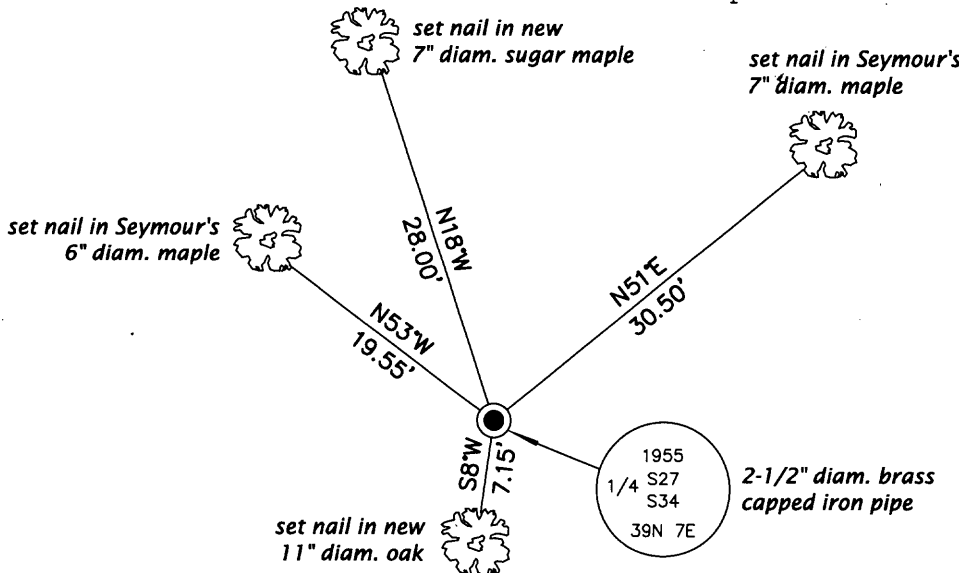 set nail in new
7" diam. sugar maple
set nail in Seymour's
7" diam. maple
set nail in Seymour's
6" diam. maple
N18°W
28.00'
N51°E
30.50'
N53°W
19.55'
S8°W
7.15'
1955
1/4 S27
S34
39N 7E
2-1/2" diam. brass
capped iron pipe
set nail in new
11" diam. oak